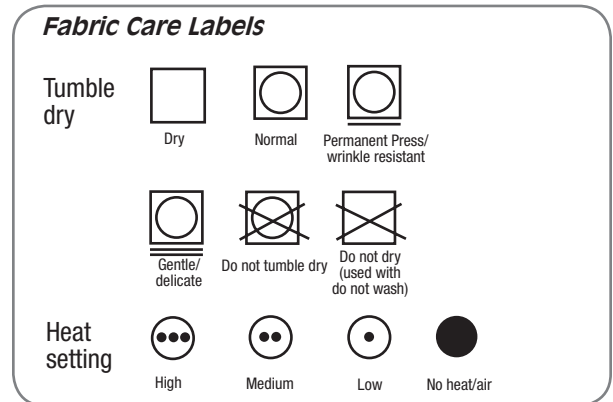 Fabric Care Labels
Tumble
dry
Dry
Normal
Permanent Press/
wrinkle resistant
Gentle/
delicate
Do not tumble dry
Do not dry
(used with
do not wash)
Heat
setting
High
Medium
Low
No heat/air